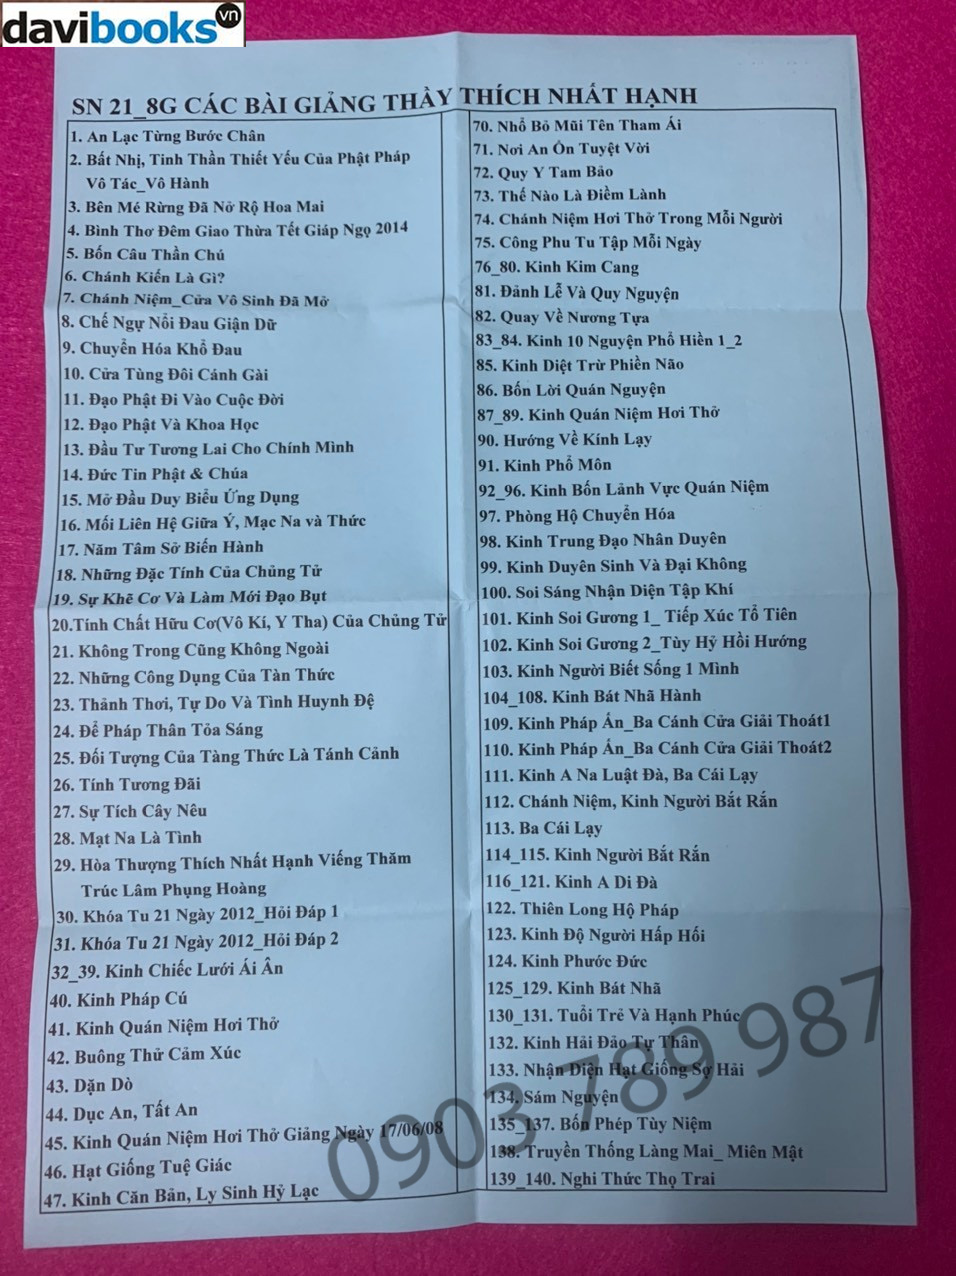 davibooks vn
SN 21_8G CÁC BÀI GIẢNG THẦY THÍCH NHẤT HẠNH
1. An Lạc Từng Bước Chân
2. Bất Nhị, Tinh Thần Thiết Yếu Của Phật Pháp
Vô Tác_Vô Hành
3. Bên Mé Rừng Đã Nở Rộ Hoa Mai
4. Bình Thơ Đêm Giao Thừa Tết Giáp Ngọ 2014
5. Bốn Câu Thần Chú
6. Chánh Kiến Là Gì?
7. Chánh Niệm_Cửa Vô Sinh Đã Mở
8. Chế Ngự Nỗi Đau Giận Dữ
9. Chuyển Hóa Khổ Đau
10. Cửa Tùng Đôi Cánh Gài
11. Đạo Phật Đi Vào Cuộc Đời
12. Đạo Phật Và Khoa Học
13. Đầu Tư Tương Lai Cho Chính Mình
14. Đức Tin Phật & Chúa
15. Mở Đầu Duy Biểu Ứng Dụng
16. Mối Liên Hệ Giữa Ý, Mạc Na và Thức
17. Năm Tâm Sở Biến Hành
18. Những Đặc Tính Của Chủng Tử
19. Sự Khẽ Cơ Và Làm Mới Đạo Bụt
20.Tính Chất Hữu Cơ(Vô Kí, Y Tha) Của Chủng Tử
21. Không Trong Cũng Không Ngoài
22. Những Công Dụng Của Tàn Thức
23. Thảnh Thơi, Tự Do Và Tình Huynh Đệ
24. Để Pháp Thân Tỏa Sáng
25. Đối Tượng Của Tàng Thức Là Tánh Cảnh
26. Tính Tương Đãi
27. Sự Tích Cây Nêu
28. Mạt Na Là Tình
29. Hòa Thượng Thích Nhất Hạnh Viếng Thăm
Trúc Lâm Phụng Hoàng
30. Khóa Tu 21 Ngày 2012_Hỏi Đáp 1
31. Khóa Tu 21 Ngày 2012_Hỏi Đáp 2
32_39. Kinh Chiếc Lưới Ái Ân
40. Kinh Pháp Cú
41. Kinh Quán Niệm Hơi Thở
42. Buông Thử Cảm Xúc
43. Dặn Dò
44. Dục An, Tất An
45. Kinh Quán Niệm Hơi Thở Giảng Ngày 17/06/08
46. Hạt Giống Tuệ Giác
47. Kinh Căn Bản, Ly Sinh Hỷ Lạc
70. Nhổ Bỏ Mũi Tên Tham Ái
71. Nơi An Ổn Tuyệt Vời
72. Quy Y Tam Bảo
73. Thế Nào Là Điềm Lành
74. Chánh Niệm Hơi Thở Trong Mỗi Người
75. Công Phu Tu Tập Mỗi Ngày
76_80. Kinh Kim Cang
81. Đảnh Lễ Và Quy Nguyện
82. Quay Về Nương Tựa
83_84. Kinh 10 Nguyện Phổ Hiền 1_2
85. Kinh Diệt Trừ Phiền Não
86. Bốn Lời Quán Nguyện
87_89. Kinh Quán Niệm Hơi Thở
90. Hướng Về Kính Lạy
91. Kinh Phổ Môn
92_96. Kinh Bốn Lảnh Vực Quán Niệm
97. Phòng Hộ Chuyển Hóa
98. Kinh Trung Đạo Nhân Duyên
99. Kinh Duyên Sinh Và Đại Không
100. Soi Sáng Nhận Diện Tập Khí
101. Kinh Soi Gương 1_ Tiếp Xúc Tổ Tiên
102. Kinh Soi Gương 2_Tùy Hỷ Hồi Hướng
103. Kinh Người Biết Sống 1 Mình
104_108. Kinh Bát Nhã Hành
109. Kinh Pháp Ấn_Ba Cánh Cửa Giải Thoát1
110. Kinh Pháp Ấn_Ba Cánh Cửa Giải Thoát2
111. Kinh A Na Luật Đà, Ba Cái Lạy
112. Chánh Niệm, Kinh Người Bắt Rắn
113. Ba Cái Lạy
114_115. Kinh Người Bắt Rắn
116_121. Kinh A Di Đà
122. Thiên Long Hộ Pháp
123. Kinh Độ Người Hấp Hối
124. Kinh Phước Đức
125_129. Kinh Bát Nhã
130_131. Tuổi Trẻ Và Hạnh Phúc
132. Kinh Hải Đảo Tự Thân
133. Nhận Diện Hạt Giống Sợ Hải
134. Sám Nguyện
135_137. Bốn Phép Tùy Niệm
138. Truyền Thống Làng Mai_ Miên Mật
139_140. Nghi Thức Thọ Trai
0903 789 987